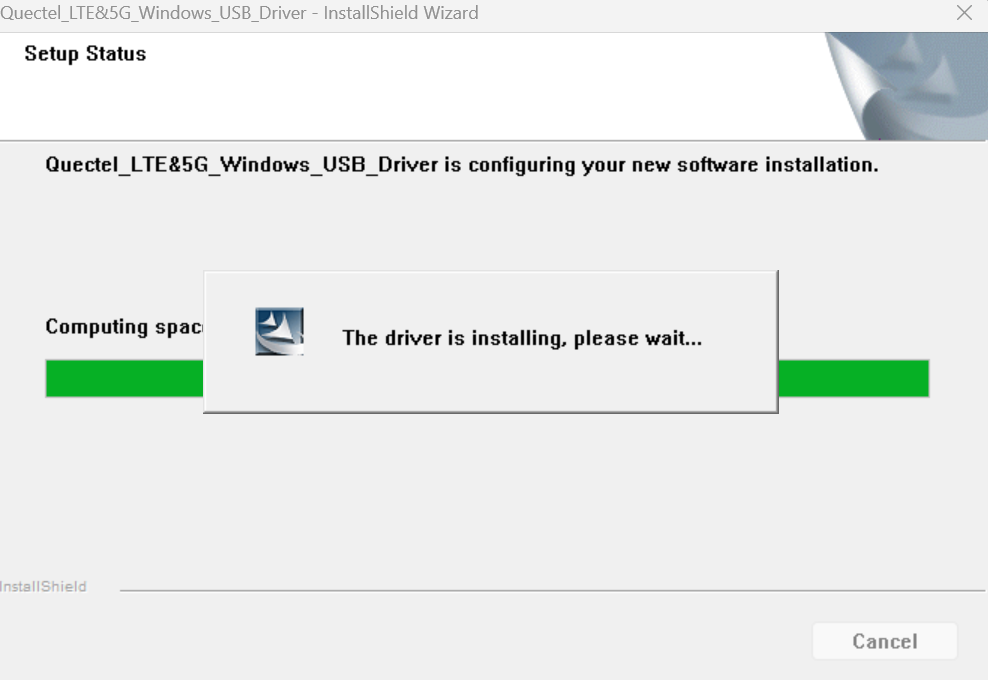 Quectel_LTE&5G_Windows_USB_Driver - InstallShield Wizard
Setup Status
Quectel_LTE&5G_Windows_USB_Driver is configuring your new software installation.
Computing
The driver is installing, please wait...
InstallShield
Cancel